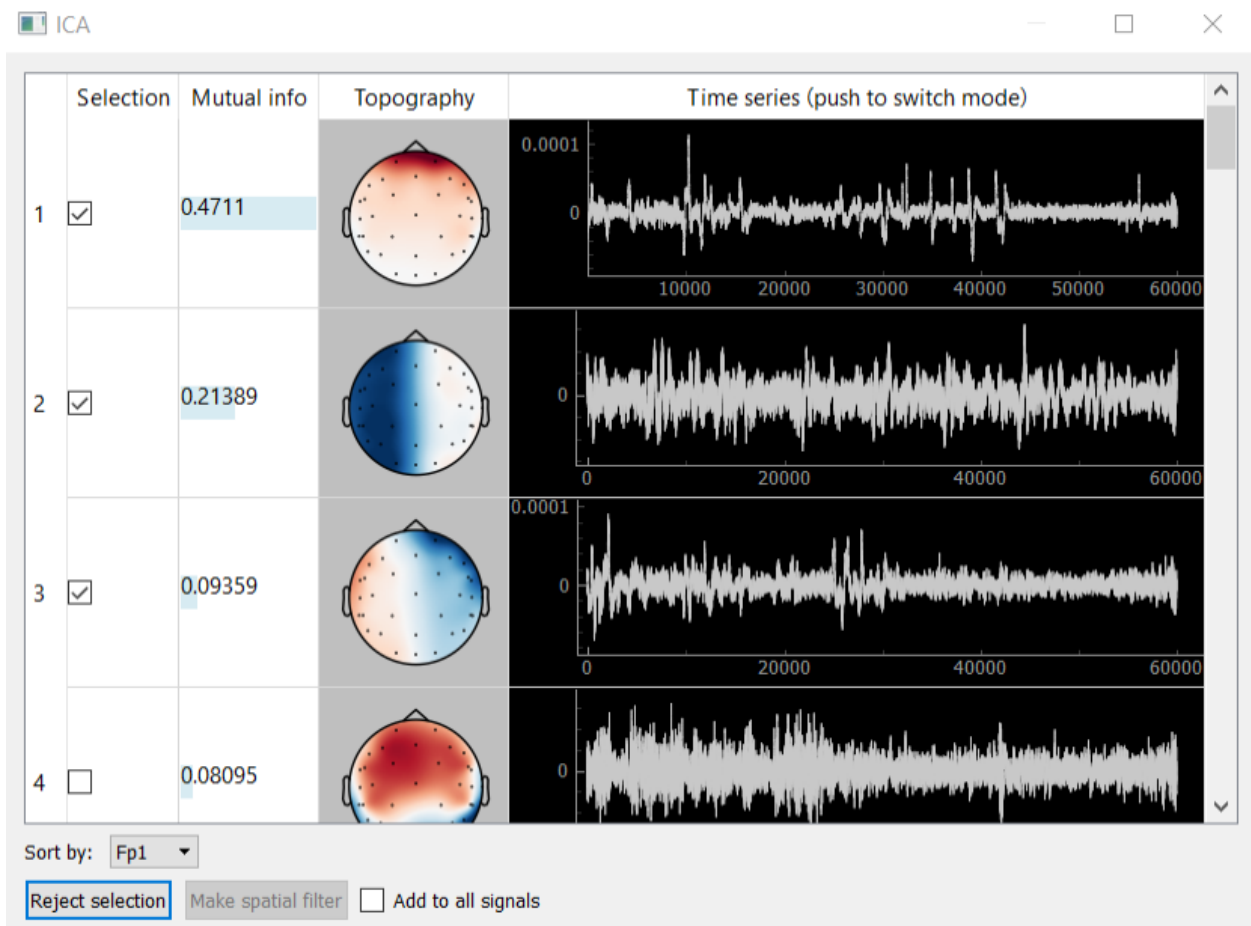 ICA
Selection Mutual info Topography Time series (push to switch mode)
1 0.4711 0.0001 0
10000 20000 30000 40000 50000 60000
2 0.21389 0
0 20000 40000 60000
3 0.09359 0.0001 0
0 20000 40000 60000
4 0.08095 0
Sort by: Fp1
Reject selection Make spatial filter Add to all signals